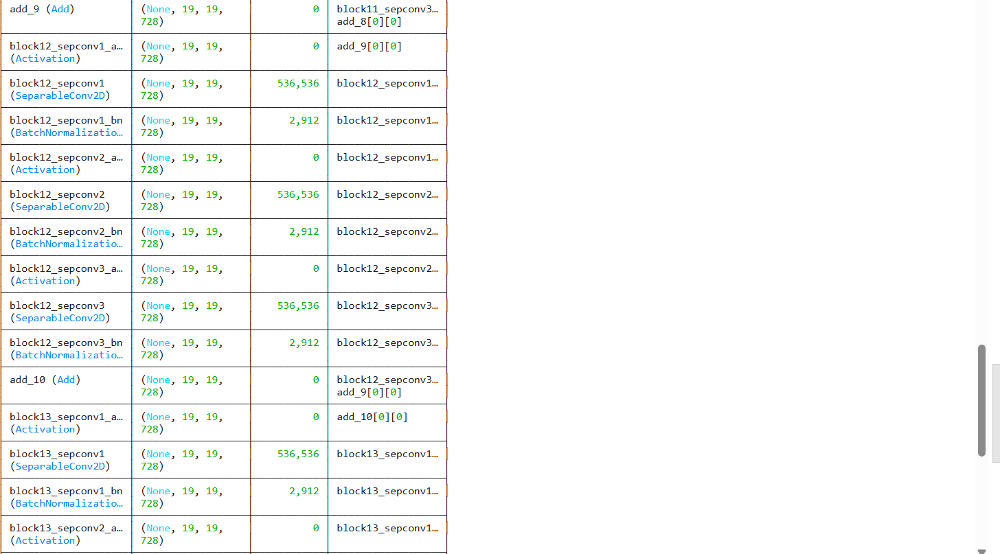 add_9 (Add) (None, 19, 19, 0 block11_sepconv3…
728) add_8[0][0]
block12_sepconv1_a… (None, 19, 19, 0 add_9[0][0]
(Activation) 728)
block12_sepconv1 (None, 19, 19, 536,536 block12_sepconv1…
(SeparableConv2D) 728)
block12_sepconv1_bn (None, 19, 19, 2,912 block12_sepconv1…
(BatchNormalizatio… 728)
block12_sepconv2_a… (None, 19, 19, 0 block12_sepconv1…
(Activation) 728)
block12_sepconv2 (None, 19, 19, 536,536 block12_sepconv2…
(SeparableConv2D) 728)
block12_sepconv2_bn (None, 19, 19, 2,912 block12_sepconv2…
(BatchNormalizatio… 728)
block12_sepconv3_a… (None, 19, 19, 0 block12_sepconv2…
(Activation) 728)
block12_sepconv3 (None, 19, 19, 536,536 block12_sepconv3…
(SeparableConv2D) 728)
block12_sepconv3_bn (None, 19, 19, 2,912 block12_sepconv3…
(BatchNormalizatio… 728)
add_10 (Add) (None, 19, 19, 0 block12_sepconv3…
728) add_9[0][0]
block13_sepconv1_a… (None, 19, 19, 0 add_10[0][0]
(Activation) 728)
block13_sepconv1 (None, 19, 19, 536,536 block13_sepconv1…
(SeparableConv2D) 728)
block13_sepconv1_bn (None, 19, 19, 2,912 block13_sepconv1…
(BatchNormalizatio… 728)
block13_sepconv2_a… (None, 19, 19, 0 block13_sepconv1…
(Activation) 728)